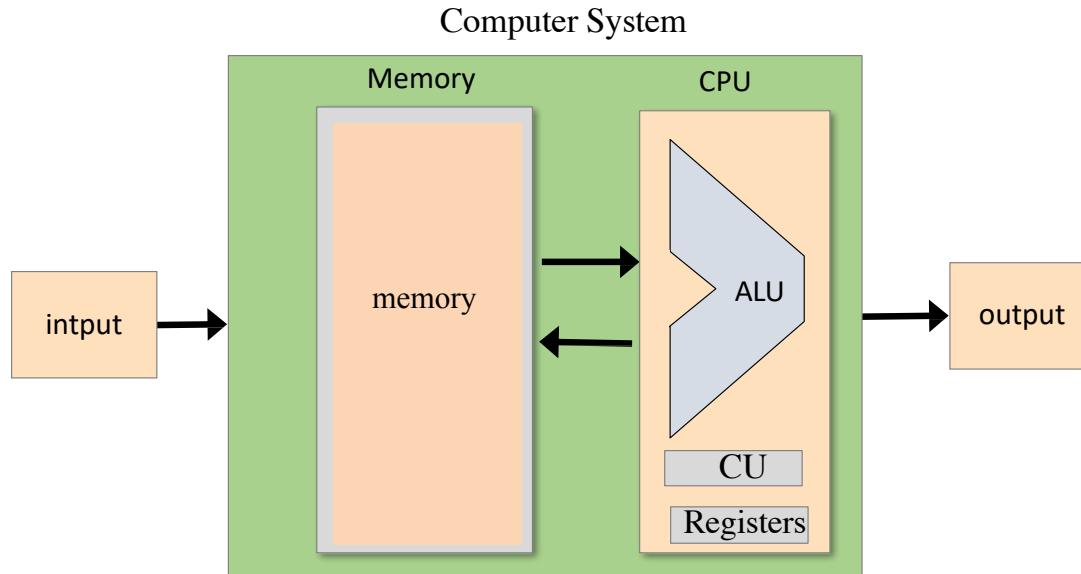 Computer System
Memory
CPU
intput
memory
ALU
output
CU
Registers